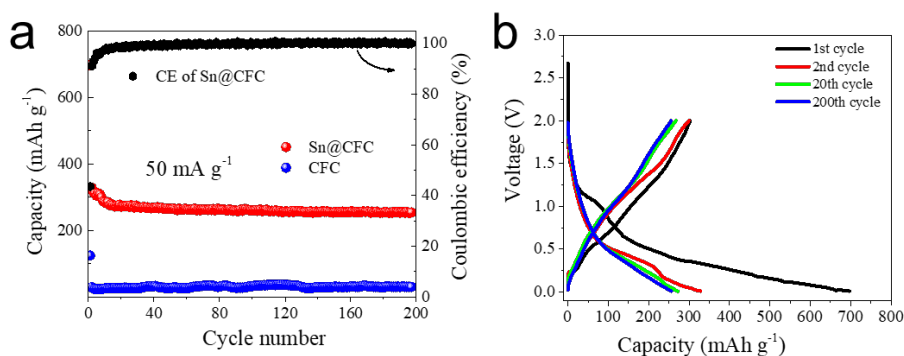 a
Capacity (mAh g⁻¹)
800
600
400
200
CE of Sn@CFC
50 mA g⁻¹
Sn@CFC
CFC
100
80
60
40
20
0
Coulombic efficiency (%)
0 40 80 120 160 200
Cycle number
b
Voltage (V)
3.0
2.5
2.0
1.5
1.0
0.5
0.0
1st cycle
2nd cycle
20th cycle
200th cycle
0 100 200 300 400 500 600 700 800
Capacity (mAh g⁻¹)